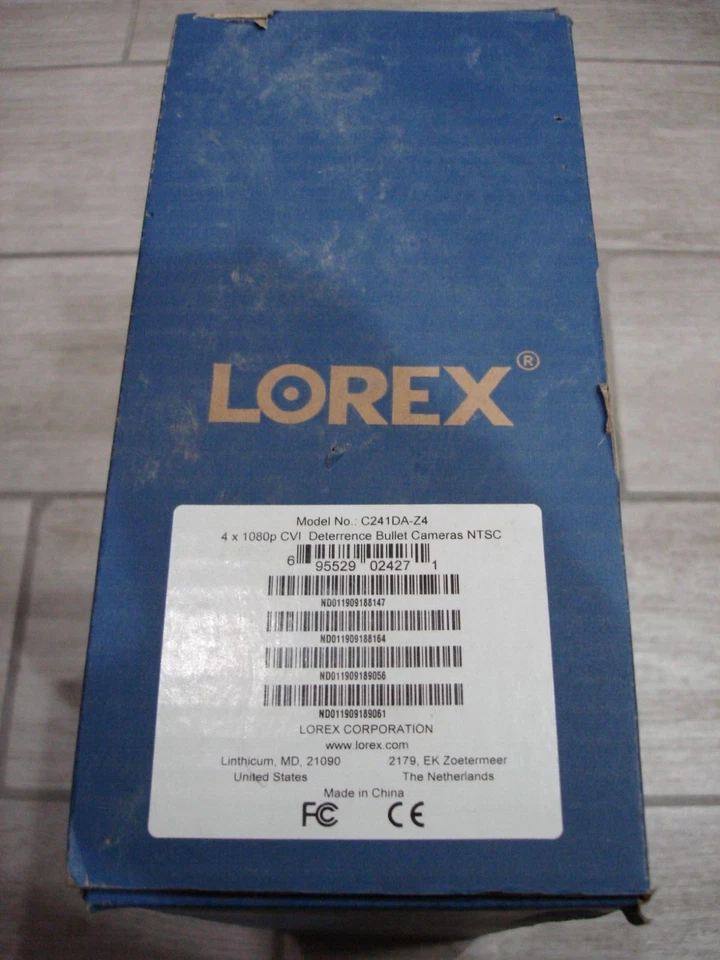 LOREX®
Model No.: C241DA-Z4
4 x 1080p CVI Deterrence Bullet Cameras NTSC
6 95529 02427 1
ND011909188147
ND011909188164
ND011909189056
ND011909189061
LOREX CORPORATION
www.lorex.com
Linthicum, MD, 21090 2179, EK Zoetermeer
United States The Netherlands
Made in China
FC CE